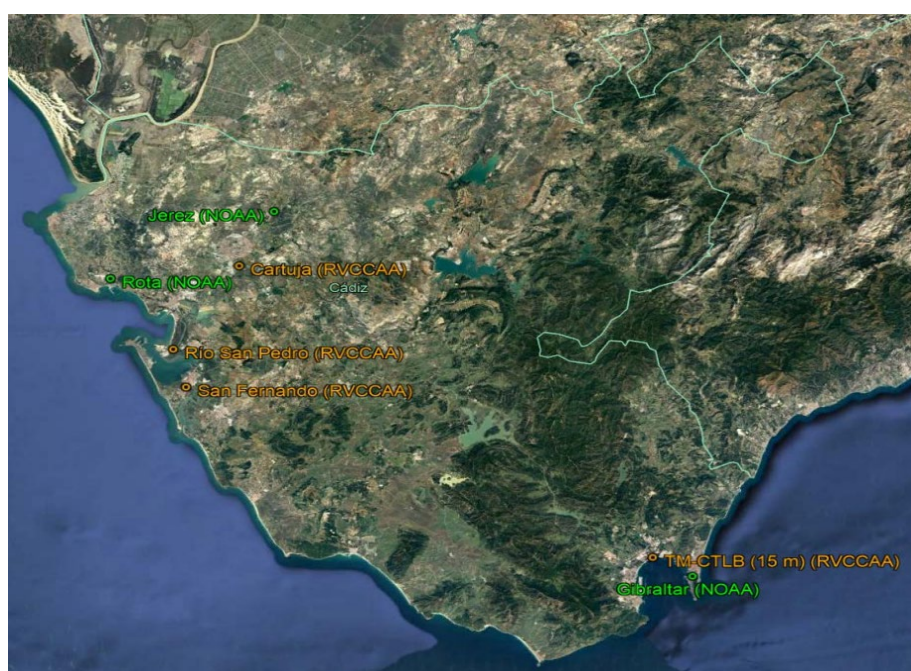 Jerez (NOAA)
Cartuja (RVCCAA)
Rota (NOAA)
Cádiz
Río San Pedro (RVCCAA)
San Fernando (RVCCAA)
TM-CTLB (15 m) (RVCCAA)
Gibraltar (NOAA)